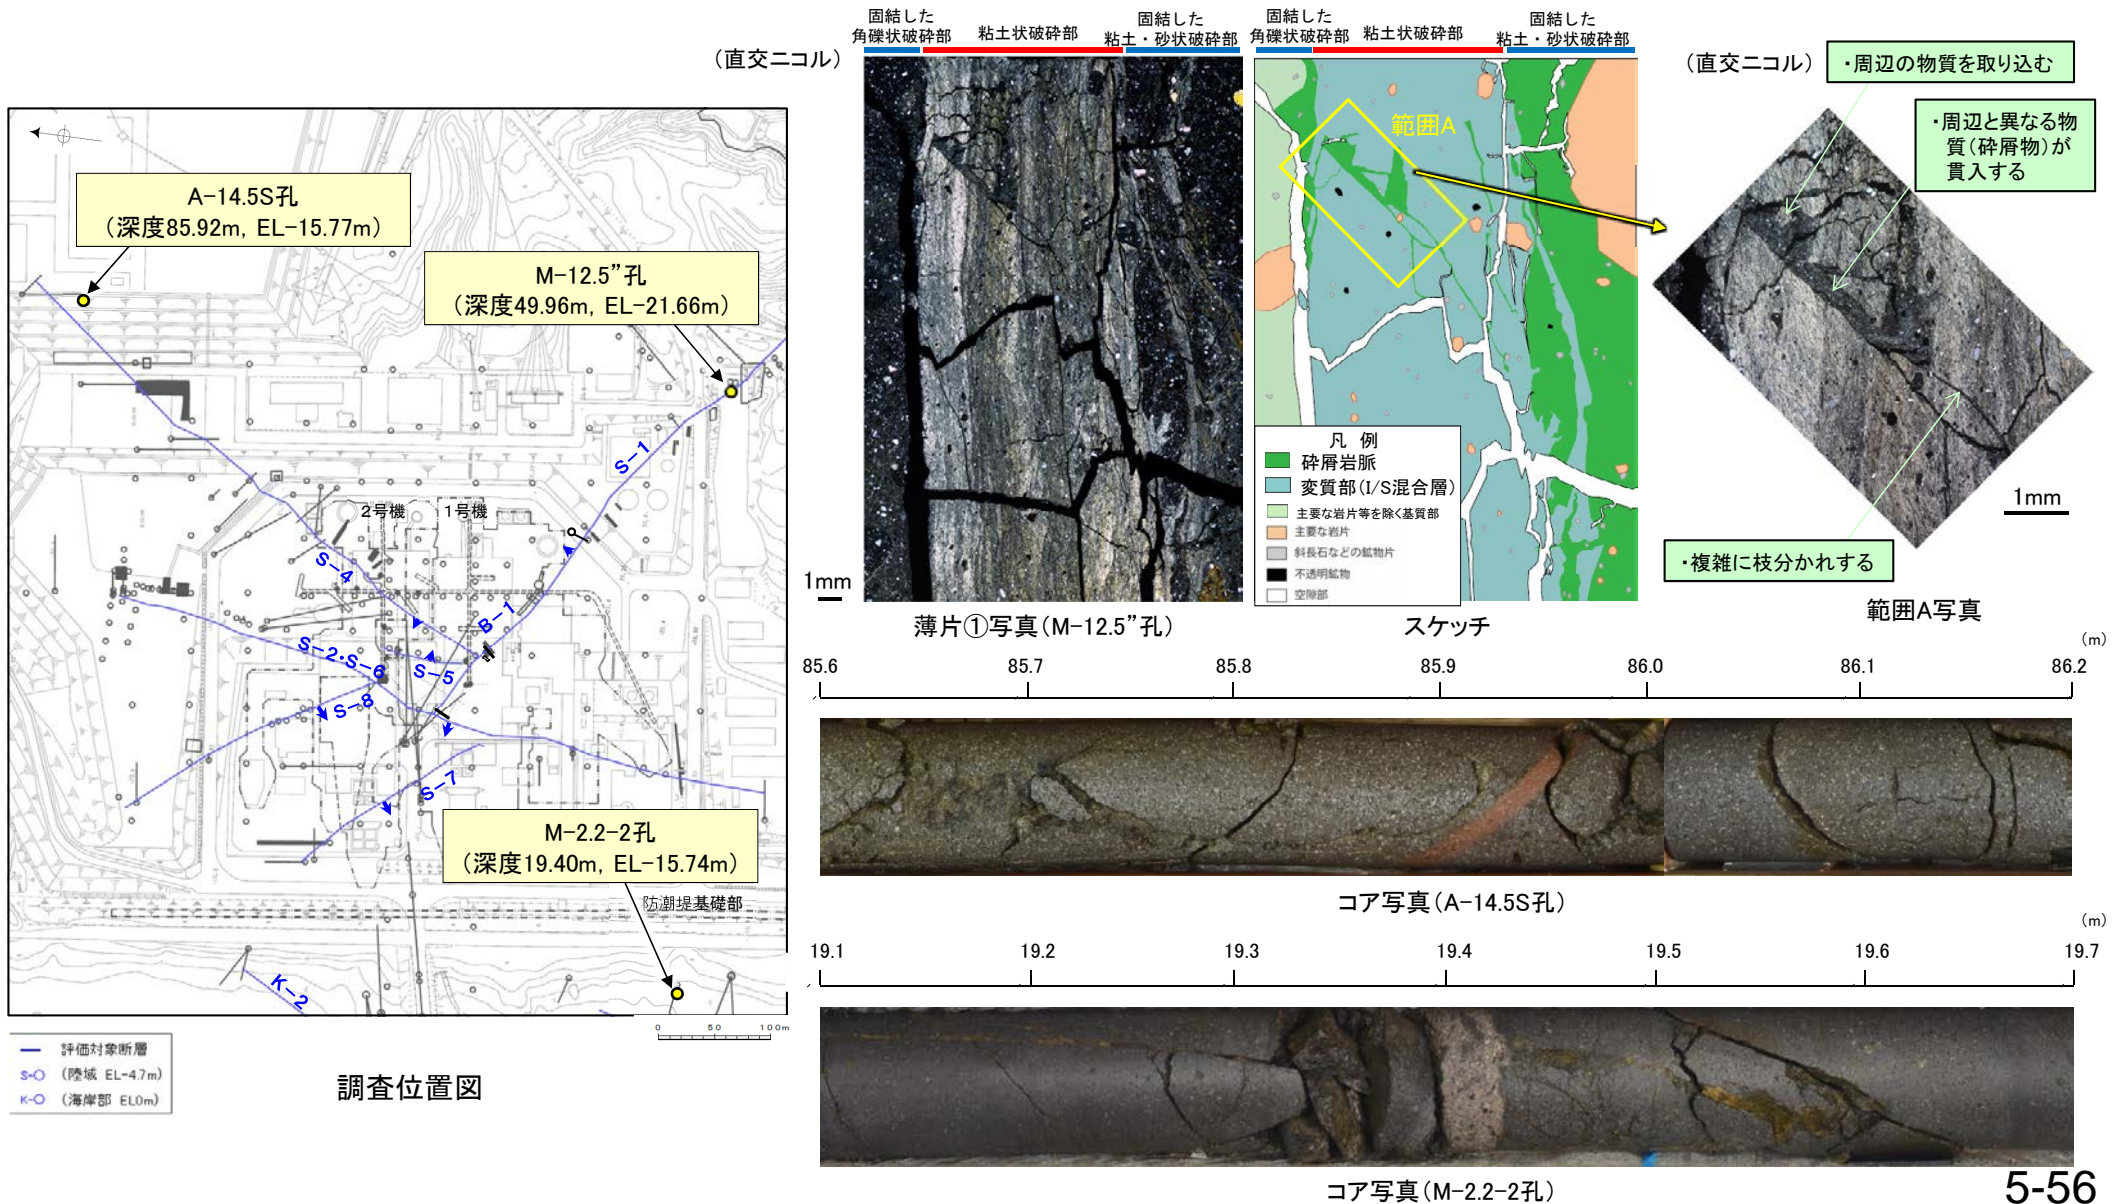 固結した
角礫状破砕部
粘土状破砕部
固結した
粘土・砂状破砕部
固結した
角礫状破砕部
粘土状破砕部
固結した
粘土・砂状破砕部
(直交ニコル)
(直交ニコル)
・周辺の物質を取り込む
・周辺と異なる物
質(砕屑物)が
貫入する
範囲A
A-14.5S孔
(深度85.92m, EL-15.77m)
M-12.5”孔
(深度49.96m, EL-21.66m)
S-1
2号機
1号機
S-4
B-1
S-2・S-6
S-5
S-8
S-7
M-2.2-2孔
(深度19.40m, EL-15.74m)
防潮堤基礎部
K-2
0 50 100m
評価対象断層
S-O (陸域 EL-4.7m)
K-O (海岸部 EL0m)
調査位置図
凡 例
砕屑岩脈
変質部(I/S混合層)
主要な岩片等を除く基質部
主要な岩片
斜長石などの鉱物片
不透明鉱物
空隙部
1mm
1mm
・複雑に枝分かれする
薄片①写真(M-12.5”孔)
スケッチ
範囲A写真
(m)
85.6 85.7 85.8 85.9 86.0 86.1 86.2
コア写真(A-14.5S孔)
(m)
19.1 19.2 19.3 19.4 19.5 19.6 19.7
コア写真(M-2.2-2孔)
5-56